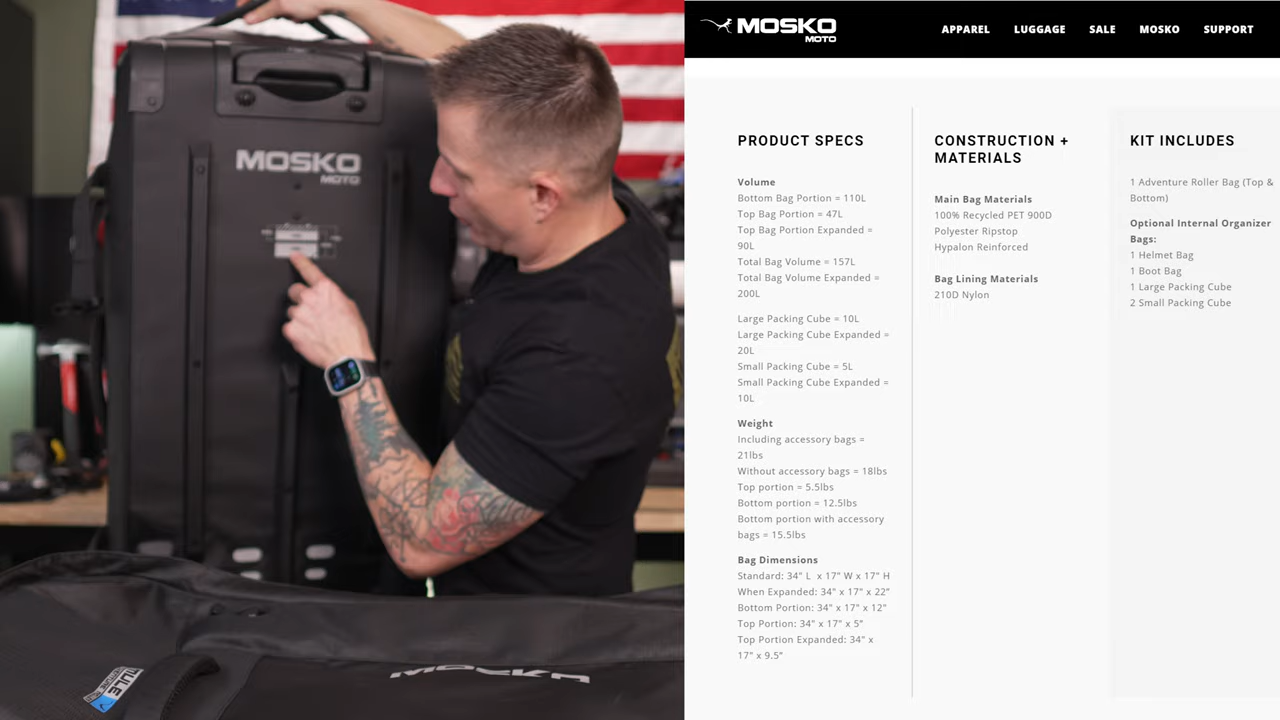 MOSKO
MOTO
MULE
MOSKO
MOTO
APPAREL
LUGGAGE
SALE
MOSKO
SUPPORT
PRODUCT SPECS
Volume
Bottom Bag Portion = 110L
Top Bag Portion = 47L
Top Bag Portion Expanded =
90L
Total Bag Volume = 157L
Total Bag Volume Expanded =
200L
Large Packing Cube = 10L
Large Packing Cube Expanded =
20L
Small Packing Cube = 5L
Small Packing Cube Expanded =
10L
Weight
Including accessory bags =
21lbs
Without accessory bags = 18lbs
Top portion = 5.5lbs
Bottom portion = 12.5lbs
Bottom portion with accessory
bags = 15.5lbs
Bag Dimensions
Standard: 34" L x 17" W x 17" H
When Expanded: 34" x 17" x 22"
Bottom Portion: 34" x 17" x 12"
Top Portion: 34" x 17" x 5"
Top Portion Expanded: 34" x
17" x 9.5"
CONSTRUCTION +
MATERIALS
Main Bag Materials
100% Recycled PET 900D
Polyester Ripstop
Hypalon Reinforced
Bag Lining Materials
210D Nylon
KIT INCLUDES
1 Adventure Roller Bag (Top &
Bottom)
Optional Internal Organizer
Bags:
1 Helmet Bag
1 Boot Bag
1 Large Packing Cube
2 Small Packing Cube